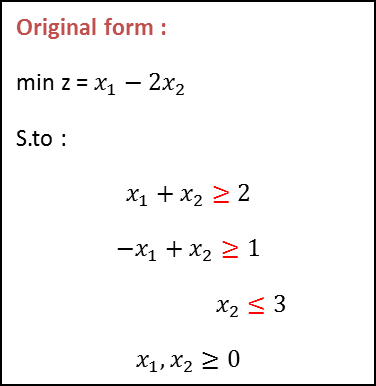 Original form :
min z = x₁ − 2x₂
S.to :
x₁ + x₂ ≥ 2
−x₁ + x₂ ≥ 1
x₂ ≤ 3
x₁, x₂ ≥ 0